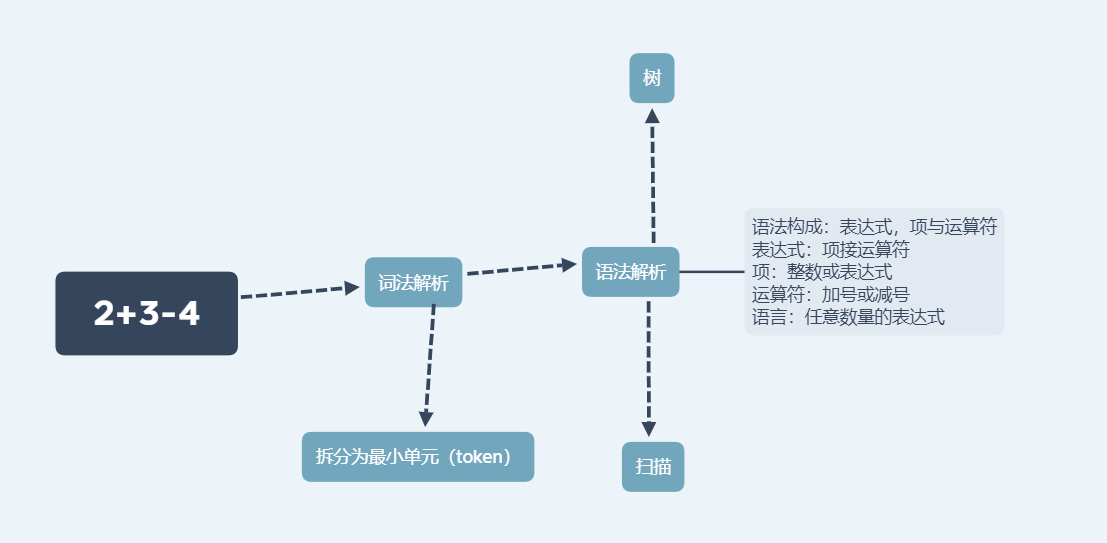 树
语法构成：表达式，项与运算符
表达式：项接运算符
项：整数或表达式
运算符：加号或减号
语言：任意数量的表达式
语法解析
词法解析
2+3-4
拆分为最小单元（token）
扫描